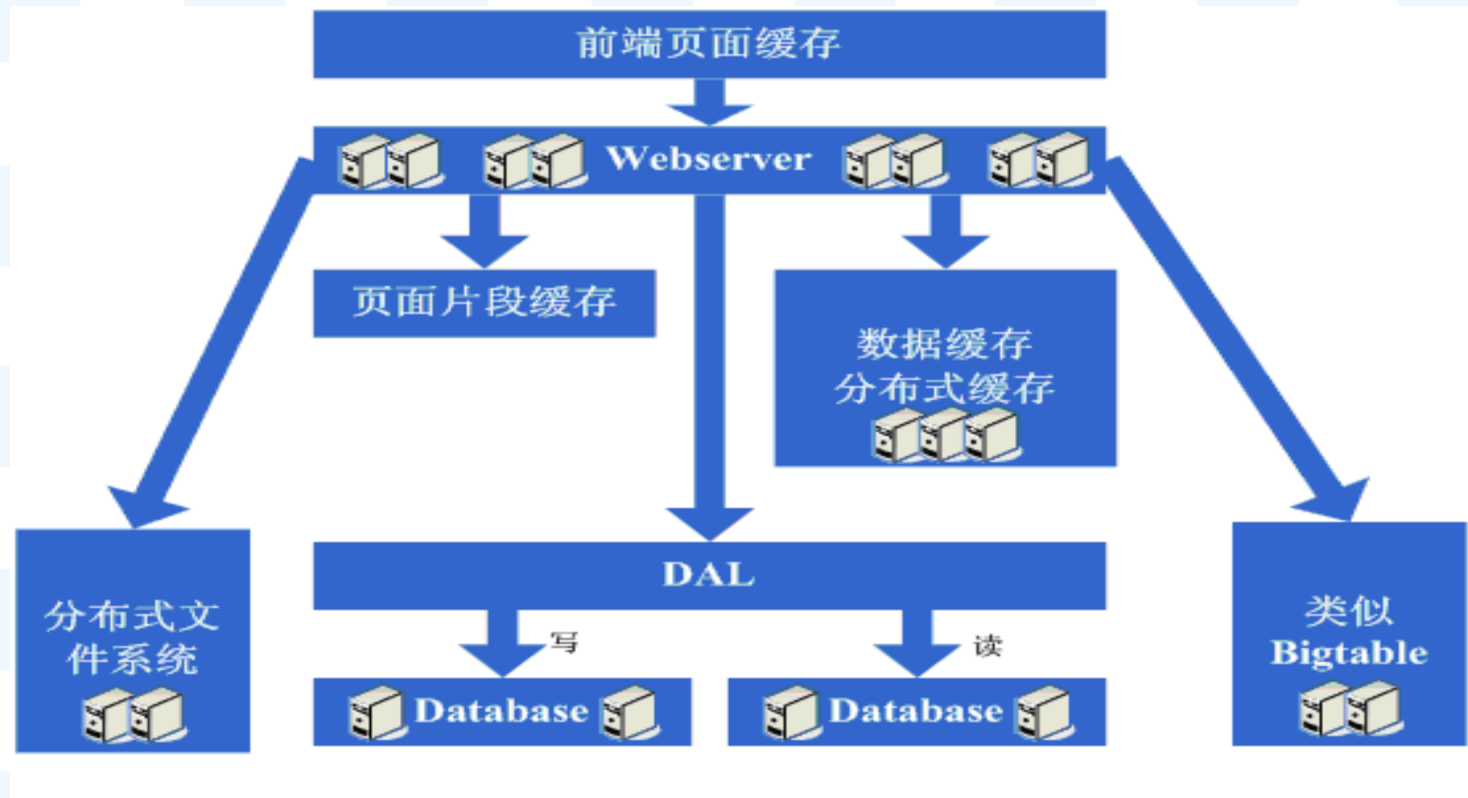 前端页面缓存
Webserver
页面片段缓存
数据缓存
分布式缓存
DAL
分布式文
件系统
写
读
类似
Bigtable
Database
Database